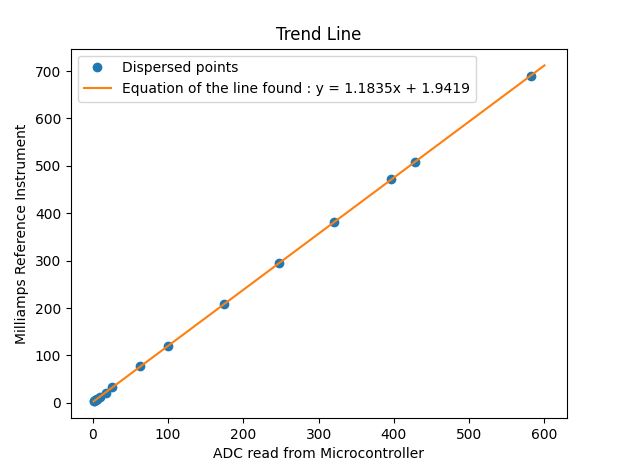 Trend Line
Dispersed points
Equation of the line found : y = 1.1835x + 1.9419
Milliamps Reference Instrument
700
600
500
400
300
200
100
0
0 100 200 300 400 500 600
ADC read from Microcontroller